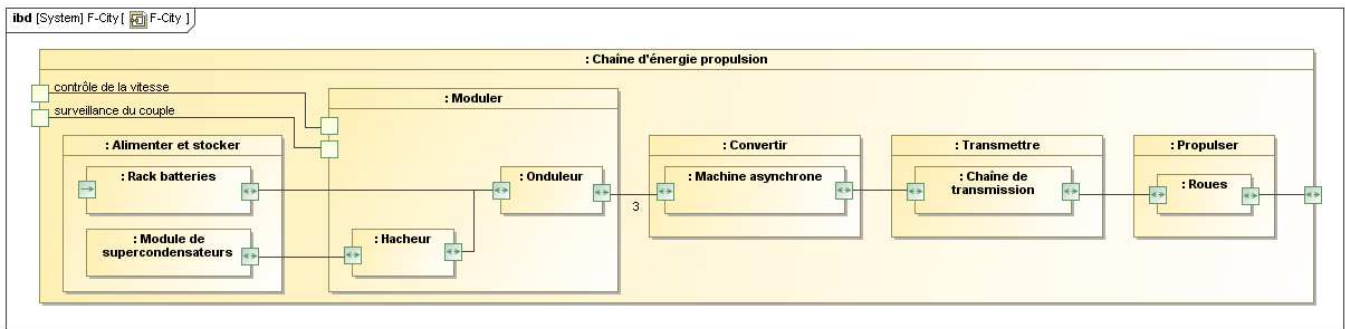 ibd [System] F-City [ F-City ]
: Chaîne d'énergie propulsion
contrôle de la vitesse
surveillance du couple
: Moduler
: Alimenter et stocker
: Convertir
: Transmettre
: Propulser
: Rack batteries
: Onduleur
: Machine asynchrone
: Chaîne de
transmission
: Roues
3
: Module de
supercondensateurs
: Hacheur